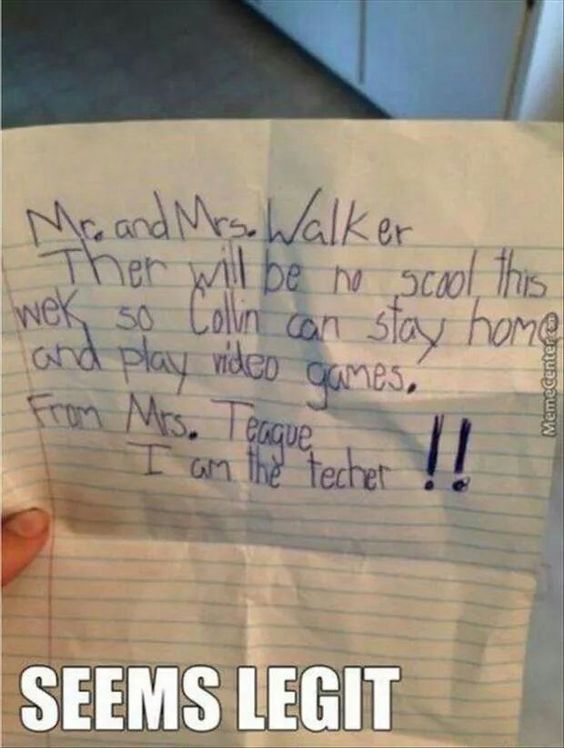 Mr. and Mrs. Walker
Ther will be no scool this
wek so Collin can stay home
and play video games.
From Mrs. Teague
I am the techer !!
MemeCenter.co
SEEMS LEGIT